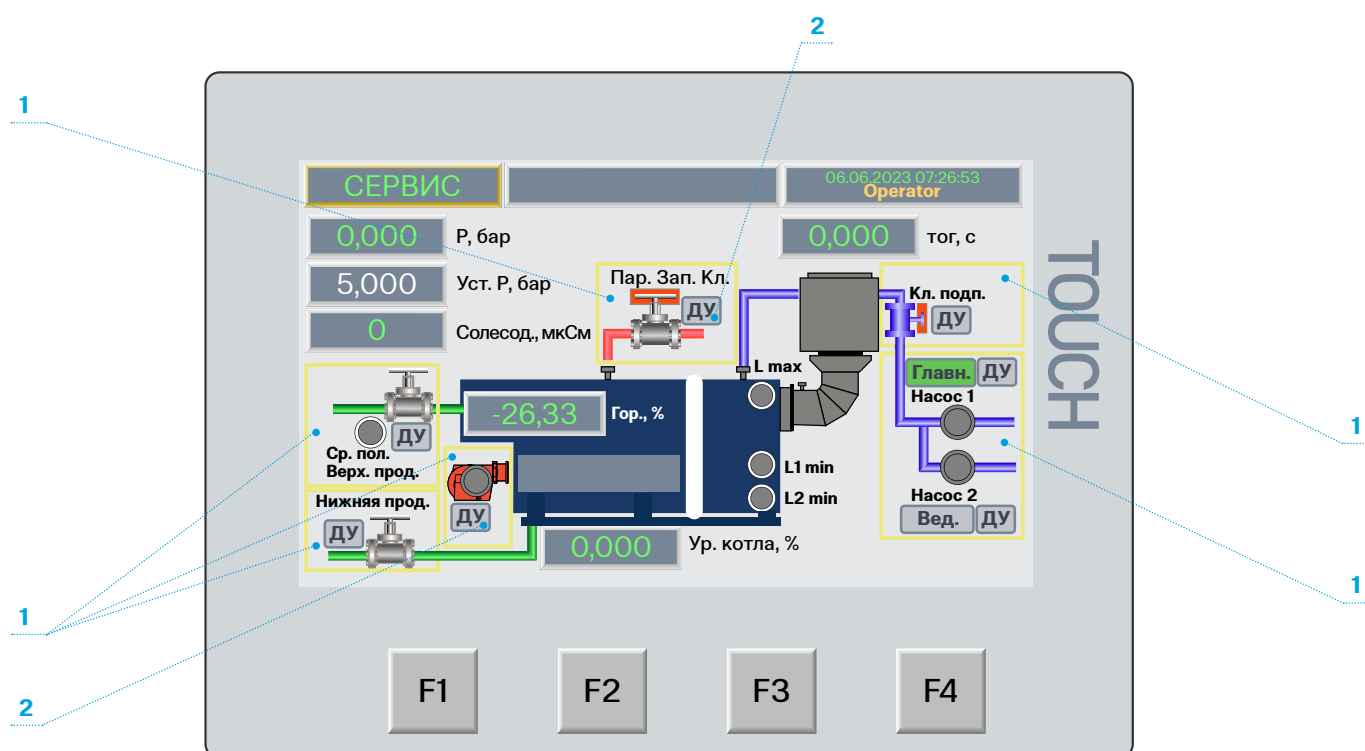 2
1
СЕРВИС
06.06.2023 07:26:53
Operator
0,000 Р, бар
0,000 тог, с
5,000 Уст. Р, бар
0 Солесод., мкСм
Пар. Зап. Кл.
ДУ
Кл. подп.
ДУ
TOUCH
L max
Главн. ДУ
Насос 1
-26,33 Гор., %
ДУ
Ср. пол.
Верх. прод.
1
L1 min
L2 min
Нижняя прод.
ДУ
ДУ
Насос 2
Вед. ДУ
0,000 Ур. котла, %
1
1
2
F1
F2
F3
F4